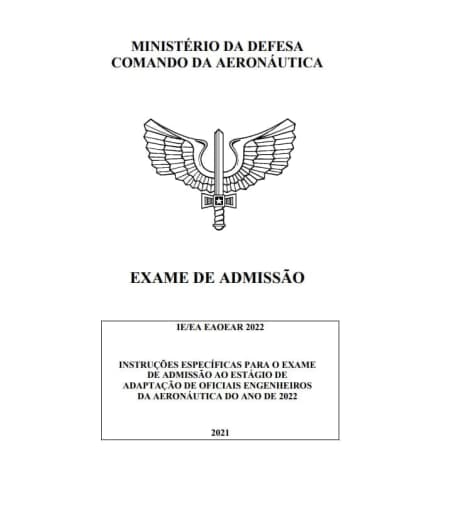 MINISTÉRIO DA DEFESA
COMANDO DA AERONÁUTICA
EXAME DE ADMISSÃO
IE/EA EAOEAR 2022
INSTRUÇÕES ESPECÍFICAS PARA O EXAME
DE ADMISSÃO AO ESTÁGIO DE
ADAPTAÇÃO DE OFICIAIS ENGENHEIROS
DA AERONÁUTICA DO ANO DE 2022
2021